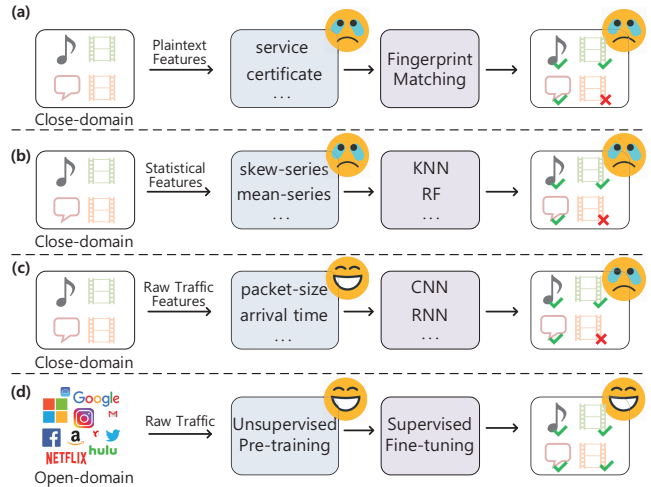 (a)
Plaintext
Features
service
certificate
...
Fingerprint
Matching
Close-domain
(b)
Statistical
Features
skew-series
mean-series
...
KNN
RF
...
Close-domain
(c)
Raw Traffic
Features
packet-size
arrival time
...
CNN
RNN
...
Close-domain
(d)
Google
M
f
a
Y
hulu
NETFLIX
Open-domain
Raw Traffic
Unsupervised
Pre-training
Supervised
Fine-tuning